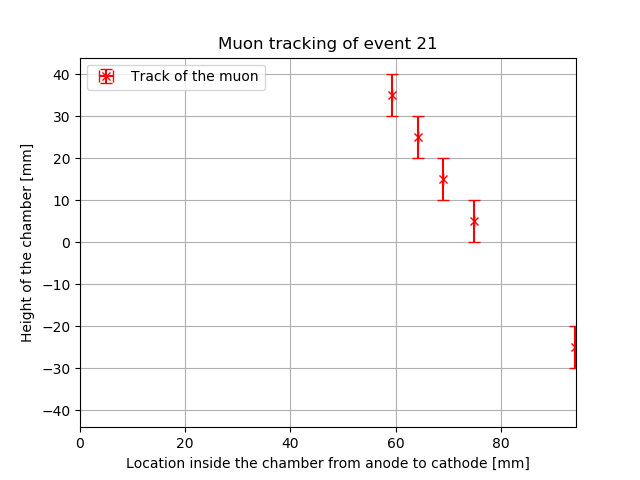 Muon tracking of event 21
Track of the muon
Height of the chamber [mm]
40
30
20
10
0
−10
−20
−30
−40
0 20 40 60 80
Location inside the chamber from anode to cathode [mm]